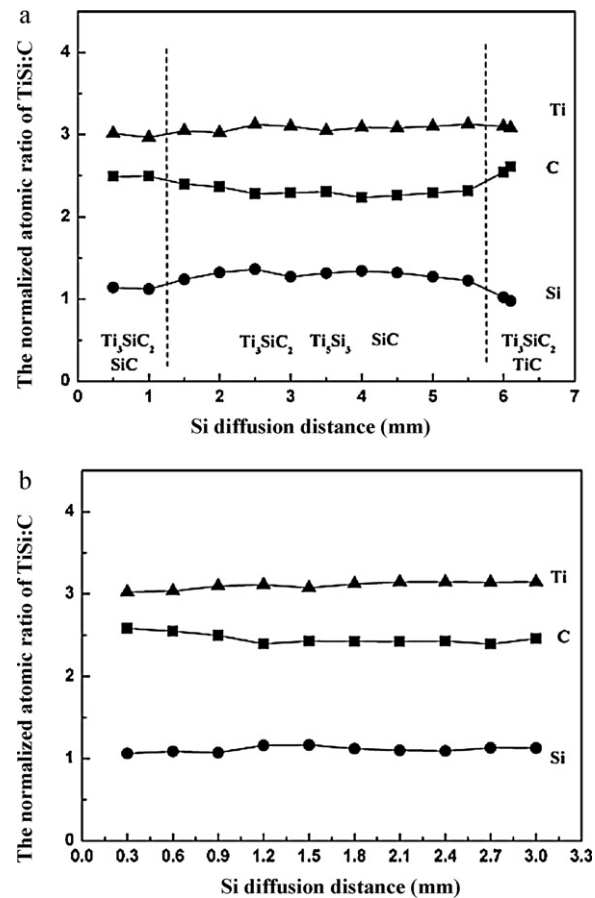 a
The normalized atomic ratio of TiSi:C
4
3
2
1
0
Ti
C
Si
Ti₃SiC₂
SiC
Ti₃SiC₂ Ti₅Si₃ SiC
Ti₃SiC₂
TiC
0 1 2 3 4 5 6 7
Si diffusion distance (mm)
b
The normalized atomic ratio of TiSi:C
4
3
2
1
0
Ti
C
Si
0.0 0.3 0.6 0.9 1.2 1.5 1.8 2.1 2.4 2.7 3.0 3.3
Si diffusion distance (mm)